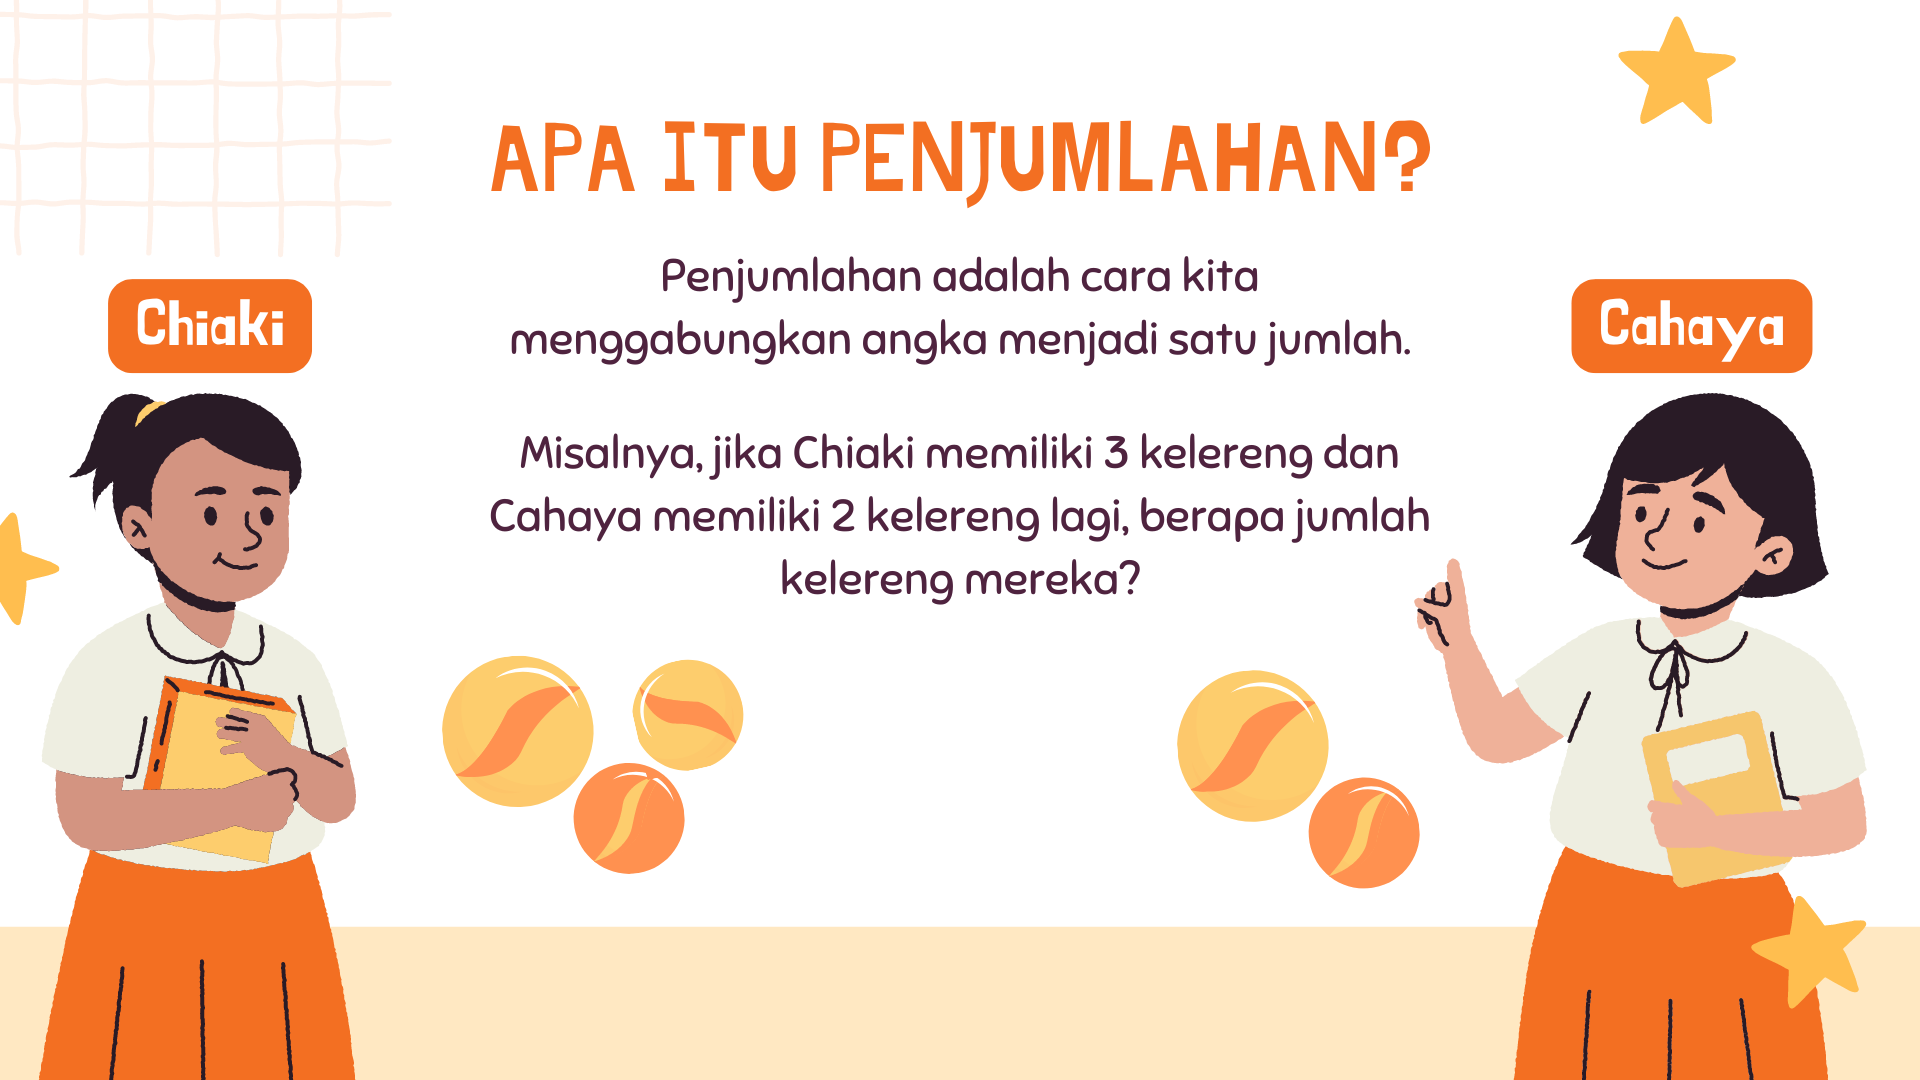 APA ITU PENJUMLAHAN?
Penjumlahan adalah cara kita
menggabungkan angka menjadi satu jumlah.
Chiaki
Cahaya
Misalnya, jika Chiaki memiliki 3 kelereng dan
Cahaya memiliki 2 kelereng lagi, berapa jumlah
kelereng mereka?